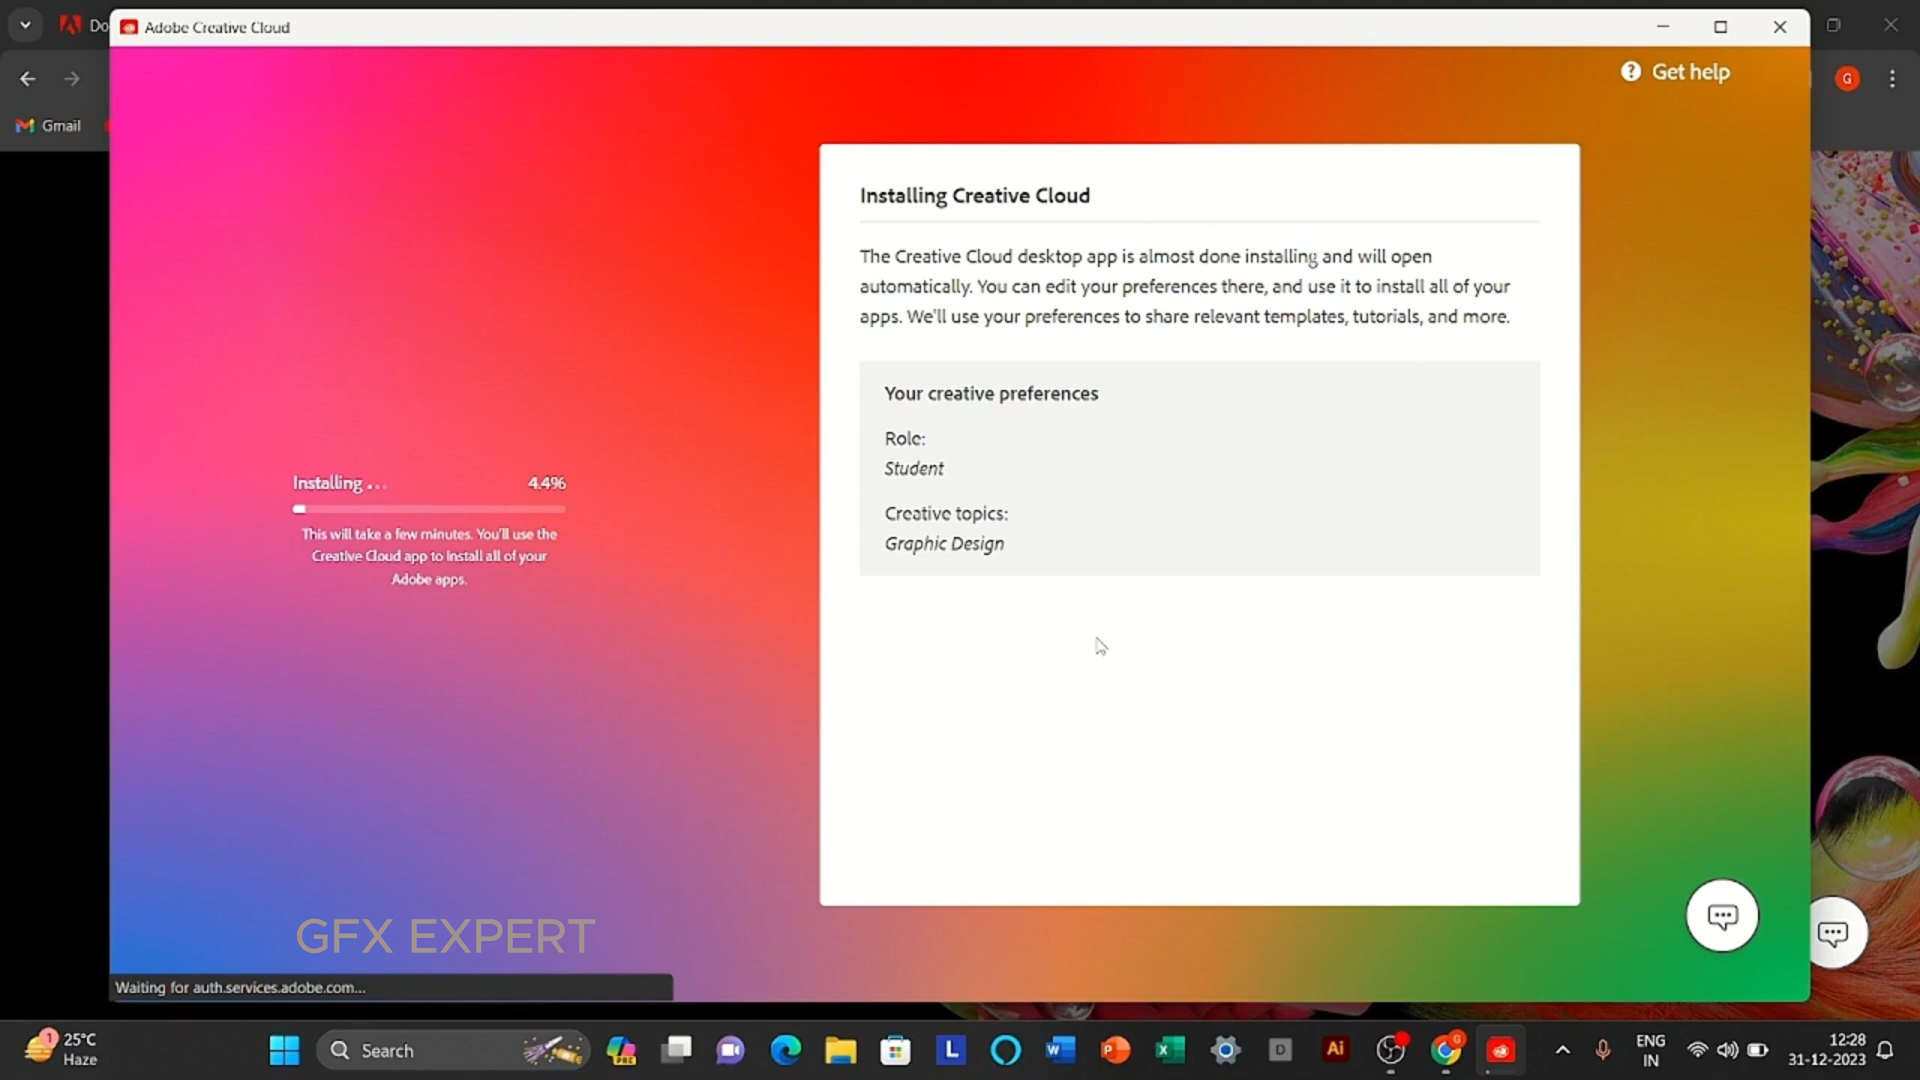 Do
Adobe Creative Cloud
Get help
G
Gmail
Installing Creative Cloud
The Creative Cloud desktop app is almost done installing and will open
automatically. You can edit your preferences there, and use it to install all of your
apps. We'll use your preferences to share relevant templates, tutorials, and more.
Your creative preferences
Role:
Student
Creative topics:
Graphic Design
Installing ...
4.4%
This will take a few minutes. You'll use the
Creative Cloud app to install all of your
Adobe apps.
GFX EXPERT
Waiting for auth.services.adobe.com...
1
25°C
Haze
Search
PRE
L
W
P
X
D
Ai
G
ENG
IN
12:28
31-12-2023